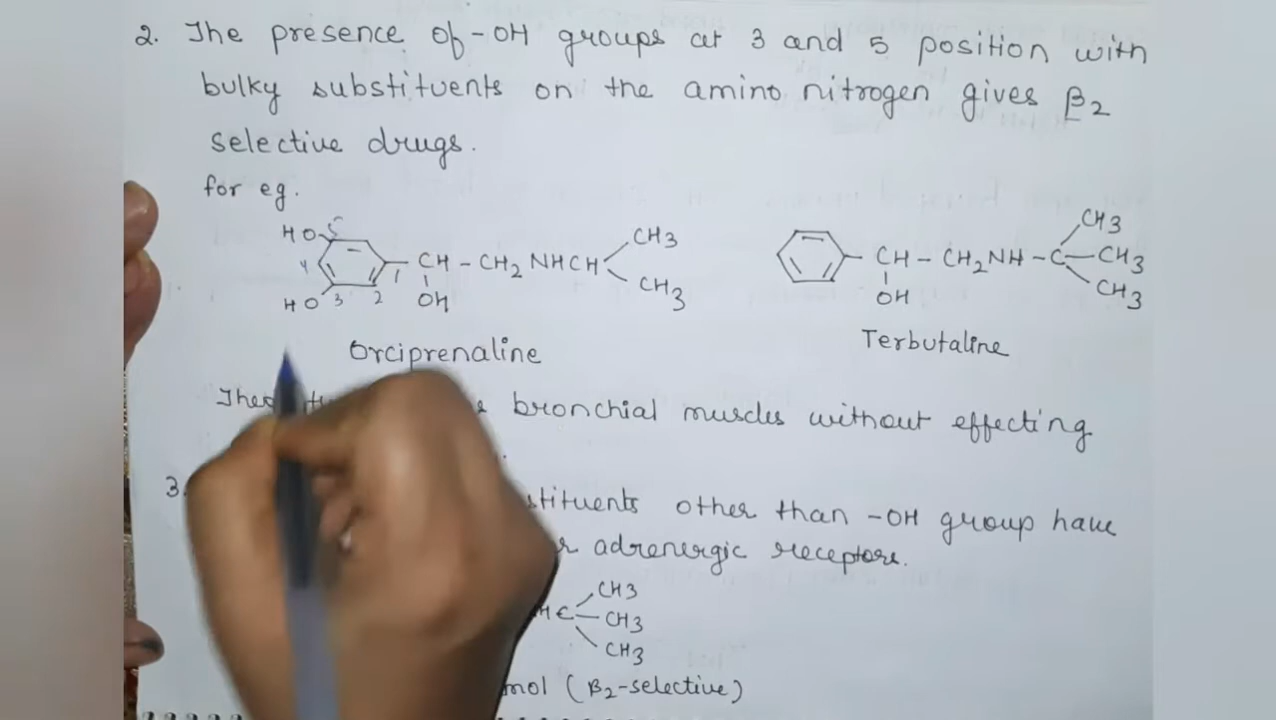 2. The presence of -OH groups at 3 and 5 position with
bulky substituents on the amino nitrogen gives β2
selective drugs.
for eg.
HO 5 4 HO 3 2 1 CH - CH2 NHCH CH3 CH3 OH
CH - CH2NH - C CH3 CH3 CH3 OH
Orciprenaline
Terbutaline
bronchial muscles without effecting
3.
other than -OH group have
adrenergic receptors.
CH3
CH3
CH3
(β2-selective)